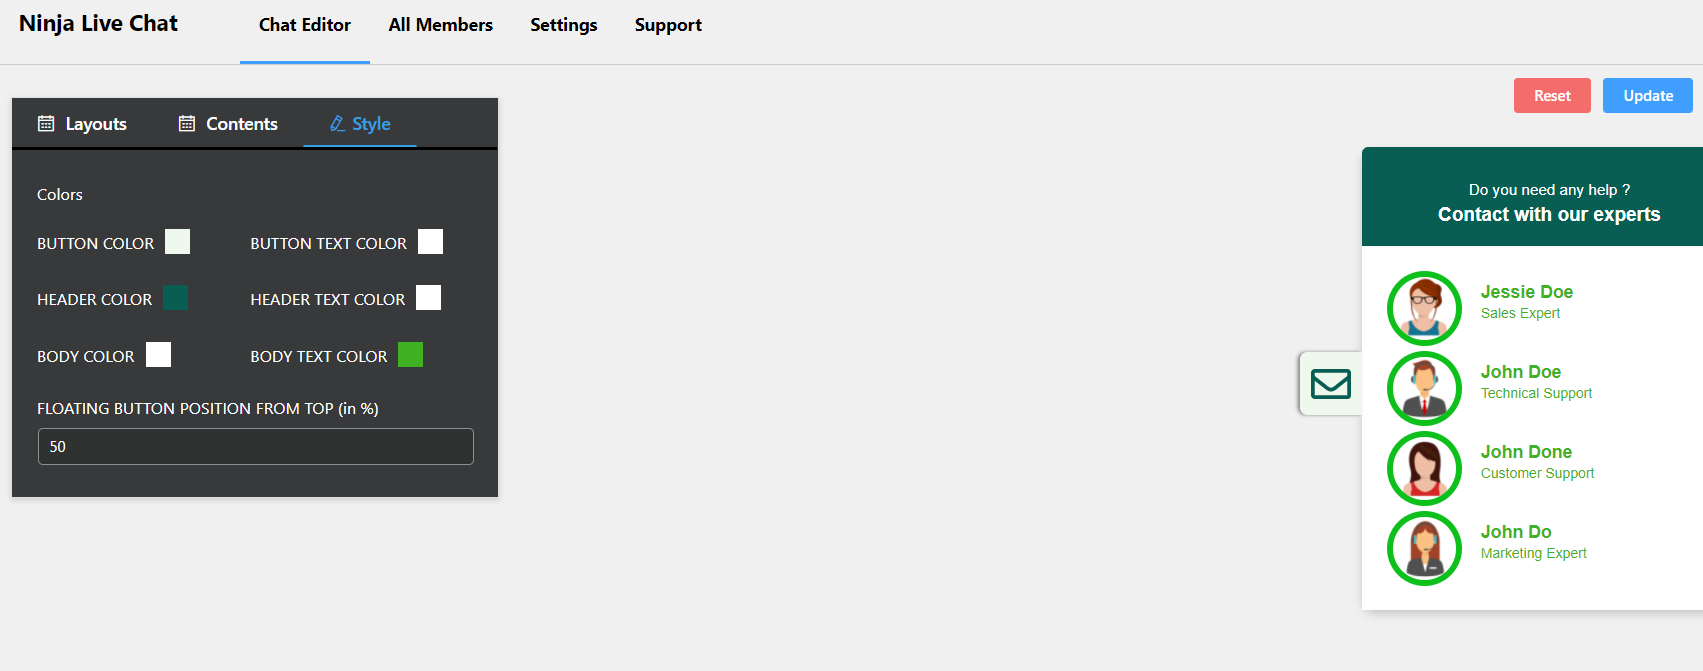 Ninja Live Chat
Chat Editor
All Members
Settings
Support
Reset
Update
Layouts
Contents
Style
Colors
BUTTON COLOR
BUTTON TEXT COLOR
HEADER COLOR
HEADER TEXT COLOR
BODY COLOR
BODY TEXT COLOR
FLOATING BUTTON POSITION FROM TOP (in %)
50
Do you need any help ?
Contact with our experts
Jessie Doe
Sales Expert
John Doe
Technical Support
John Done
Customer Support
John Do
Marketing Expert